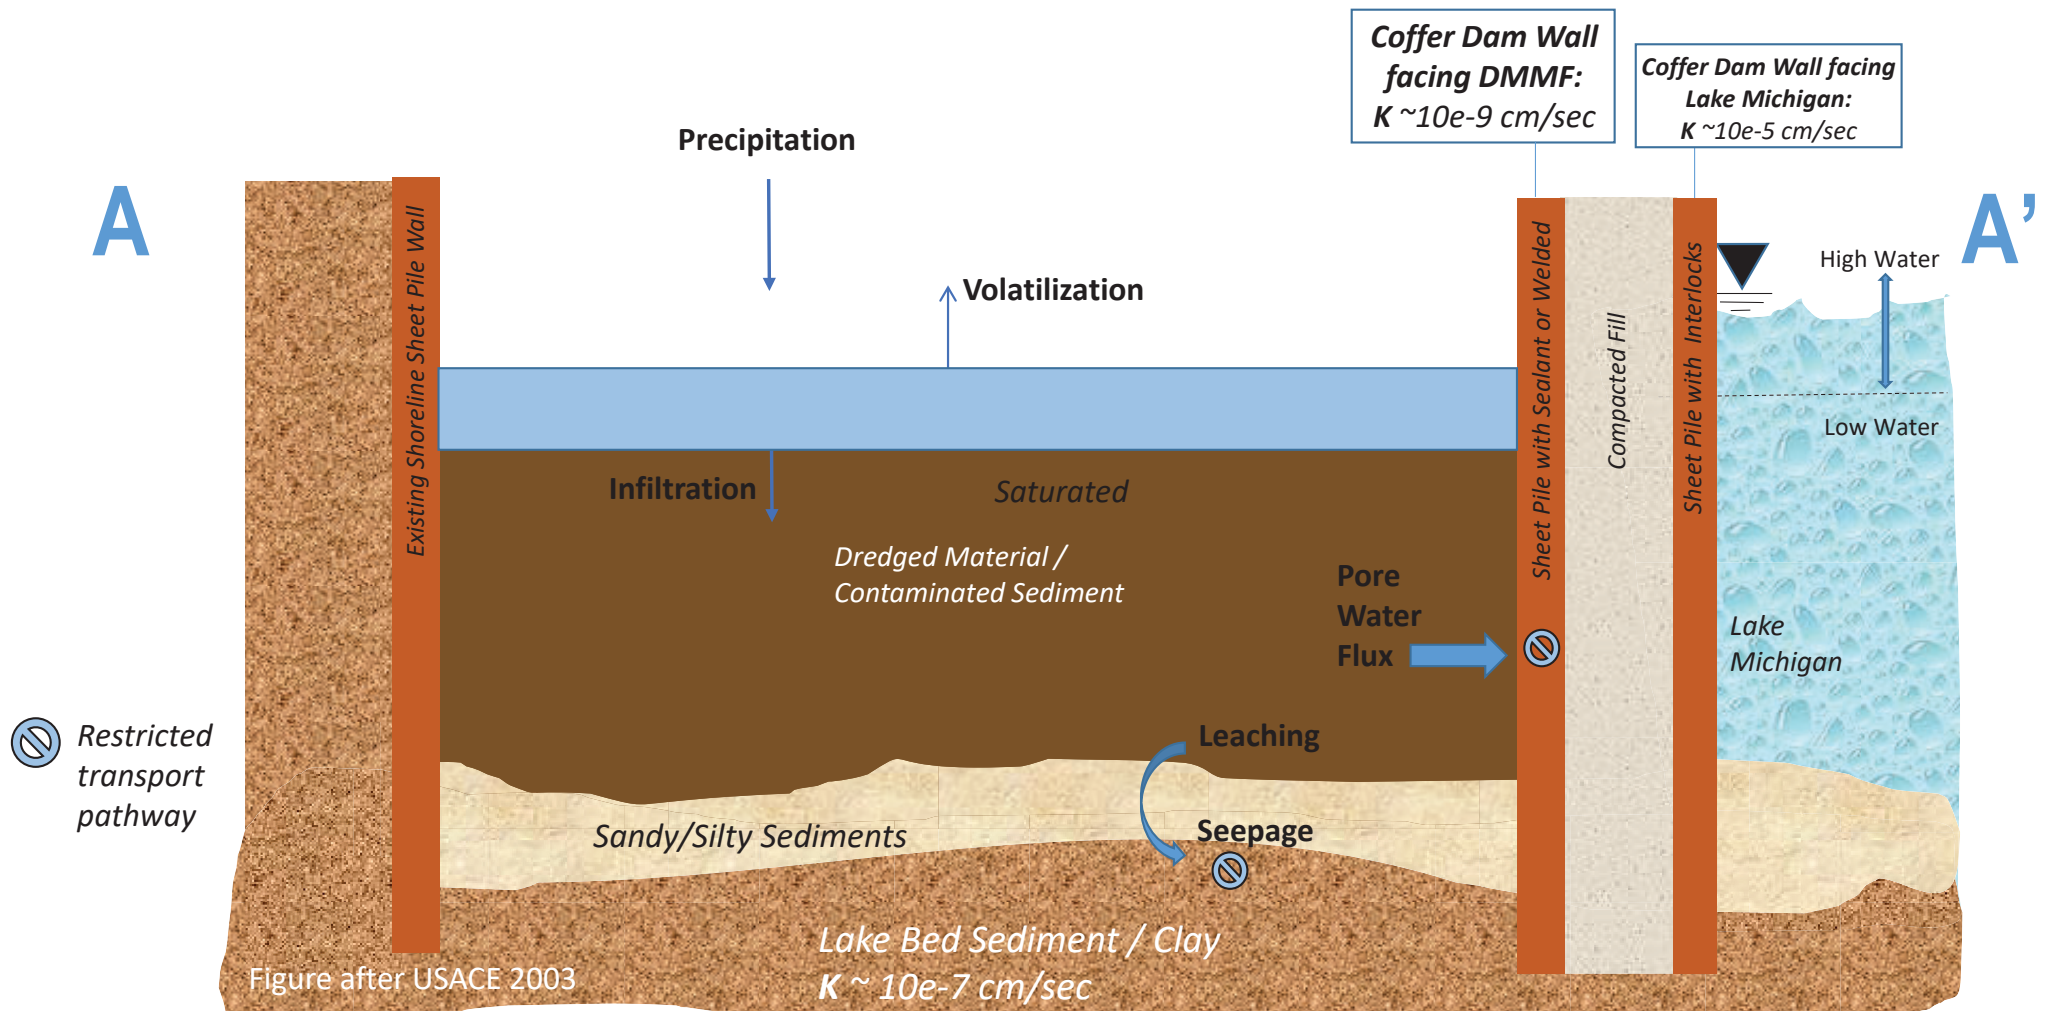 Coffer Dam Wall
facing DMMF:
K ~10e-9 cm/sec
Coffer Dam Wall facing
Lake Michigan:
K ~10e-5 cm/sec
Precipitation
A
A’
Volatilization
High Water
Low Water
Existing Shoreline Sheet Pile Wall
Sheet Pile with Sealant or Welded
Compacted Fill
Sheet Pile with Interlocks
Infiltration
Saturated
Dredged Material /
Contaminated Sediment
Pore
Water
Flux
Lake
Michigan
Restricted
transport
pathway
Leaching
Sandy/Silty Sediments
Seepage
Lake Bed Sediment / Clay
K ~ 10e-7 cm/sec
Figure after USACE 2003